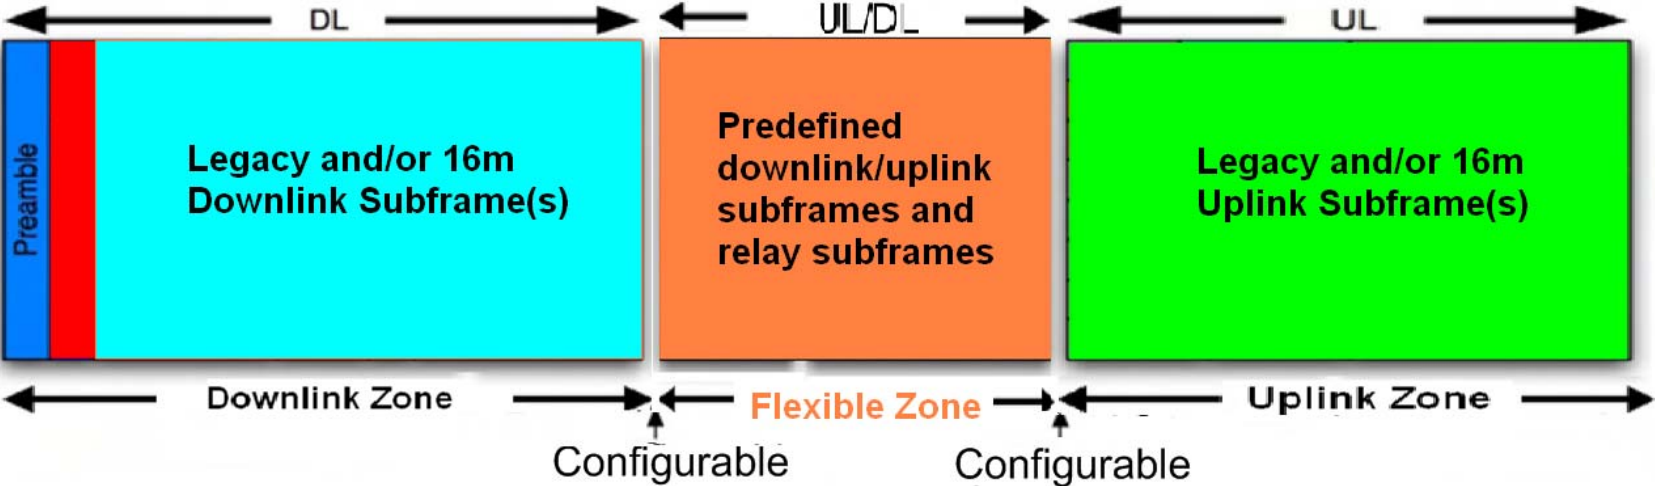 DL
UL/DL
UL
Preamble
Legacy and/or 16m
Downlink Subframe(s)
Predefined
downlink/uplink
subframes and
relay subframes
Legacy and/or 16m
Uplink Subframe(s)
Downlink Zone
Flexible Zone
Uplink Zone
Configurable
Configurable